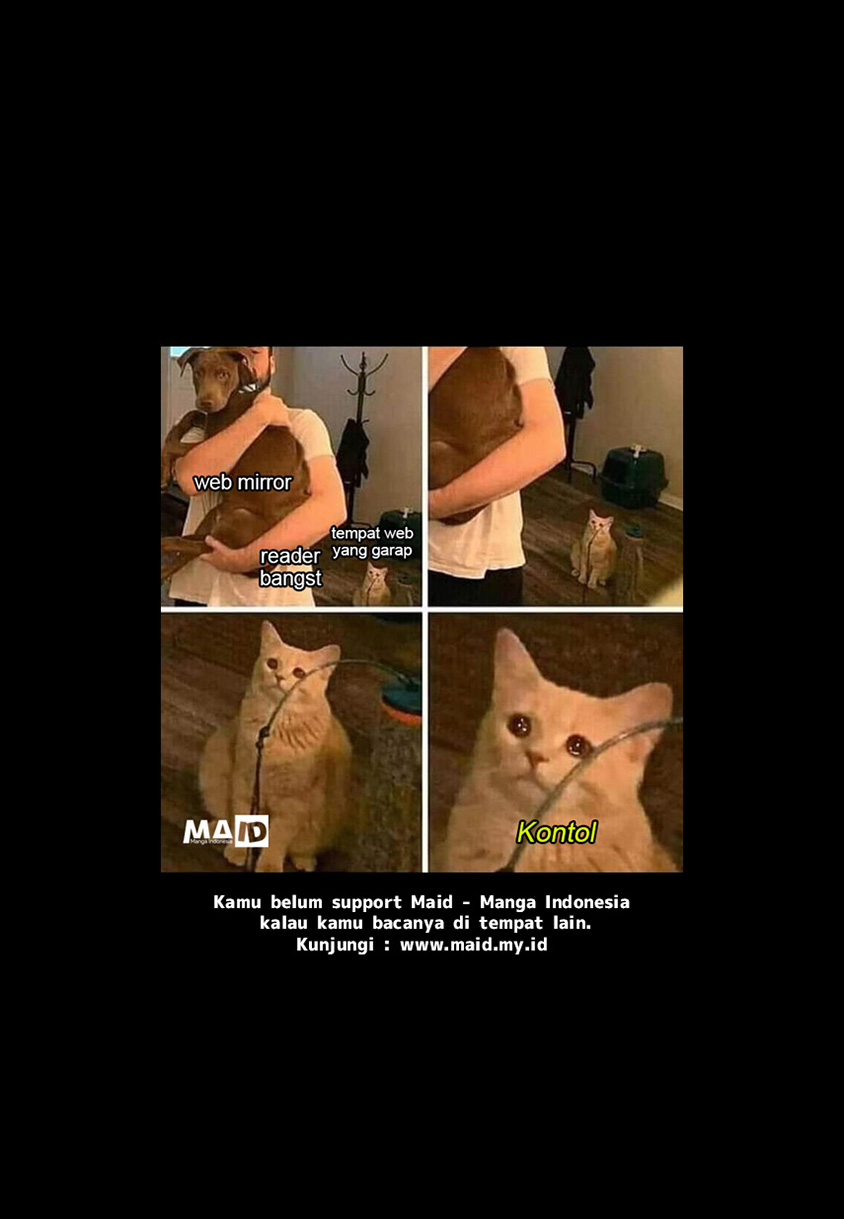 web mirror
tempat web
yang garap
reader
bangst
MAID
Manga Indonesia
Kontol
Kamu belum support Maid - Manga Indonesia
kalau kamu bacanya di tempat lain.
Kunjungi : www.maid.my.id